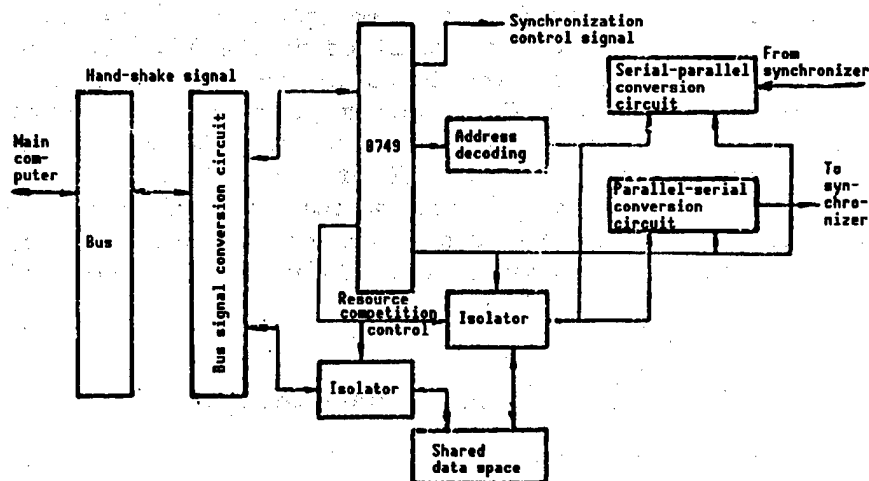 Synchronization
control signal
From
synchronizer
Serial-parallel
conversion
circuit
Hand-shake signal
Main
com-
puter
Bus
Bus signal conversion circuit
8749
Address
decoding
Parallel-serial
conversion
circuit
To
syn-
chro-
nizer
Resource
competition
control
Isolator
Isolator
Shared
data space